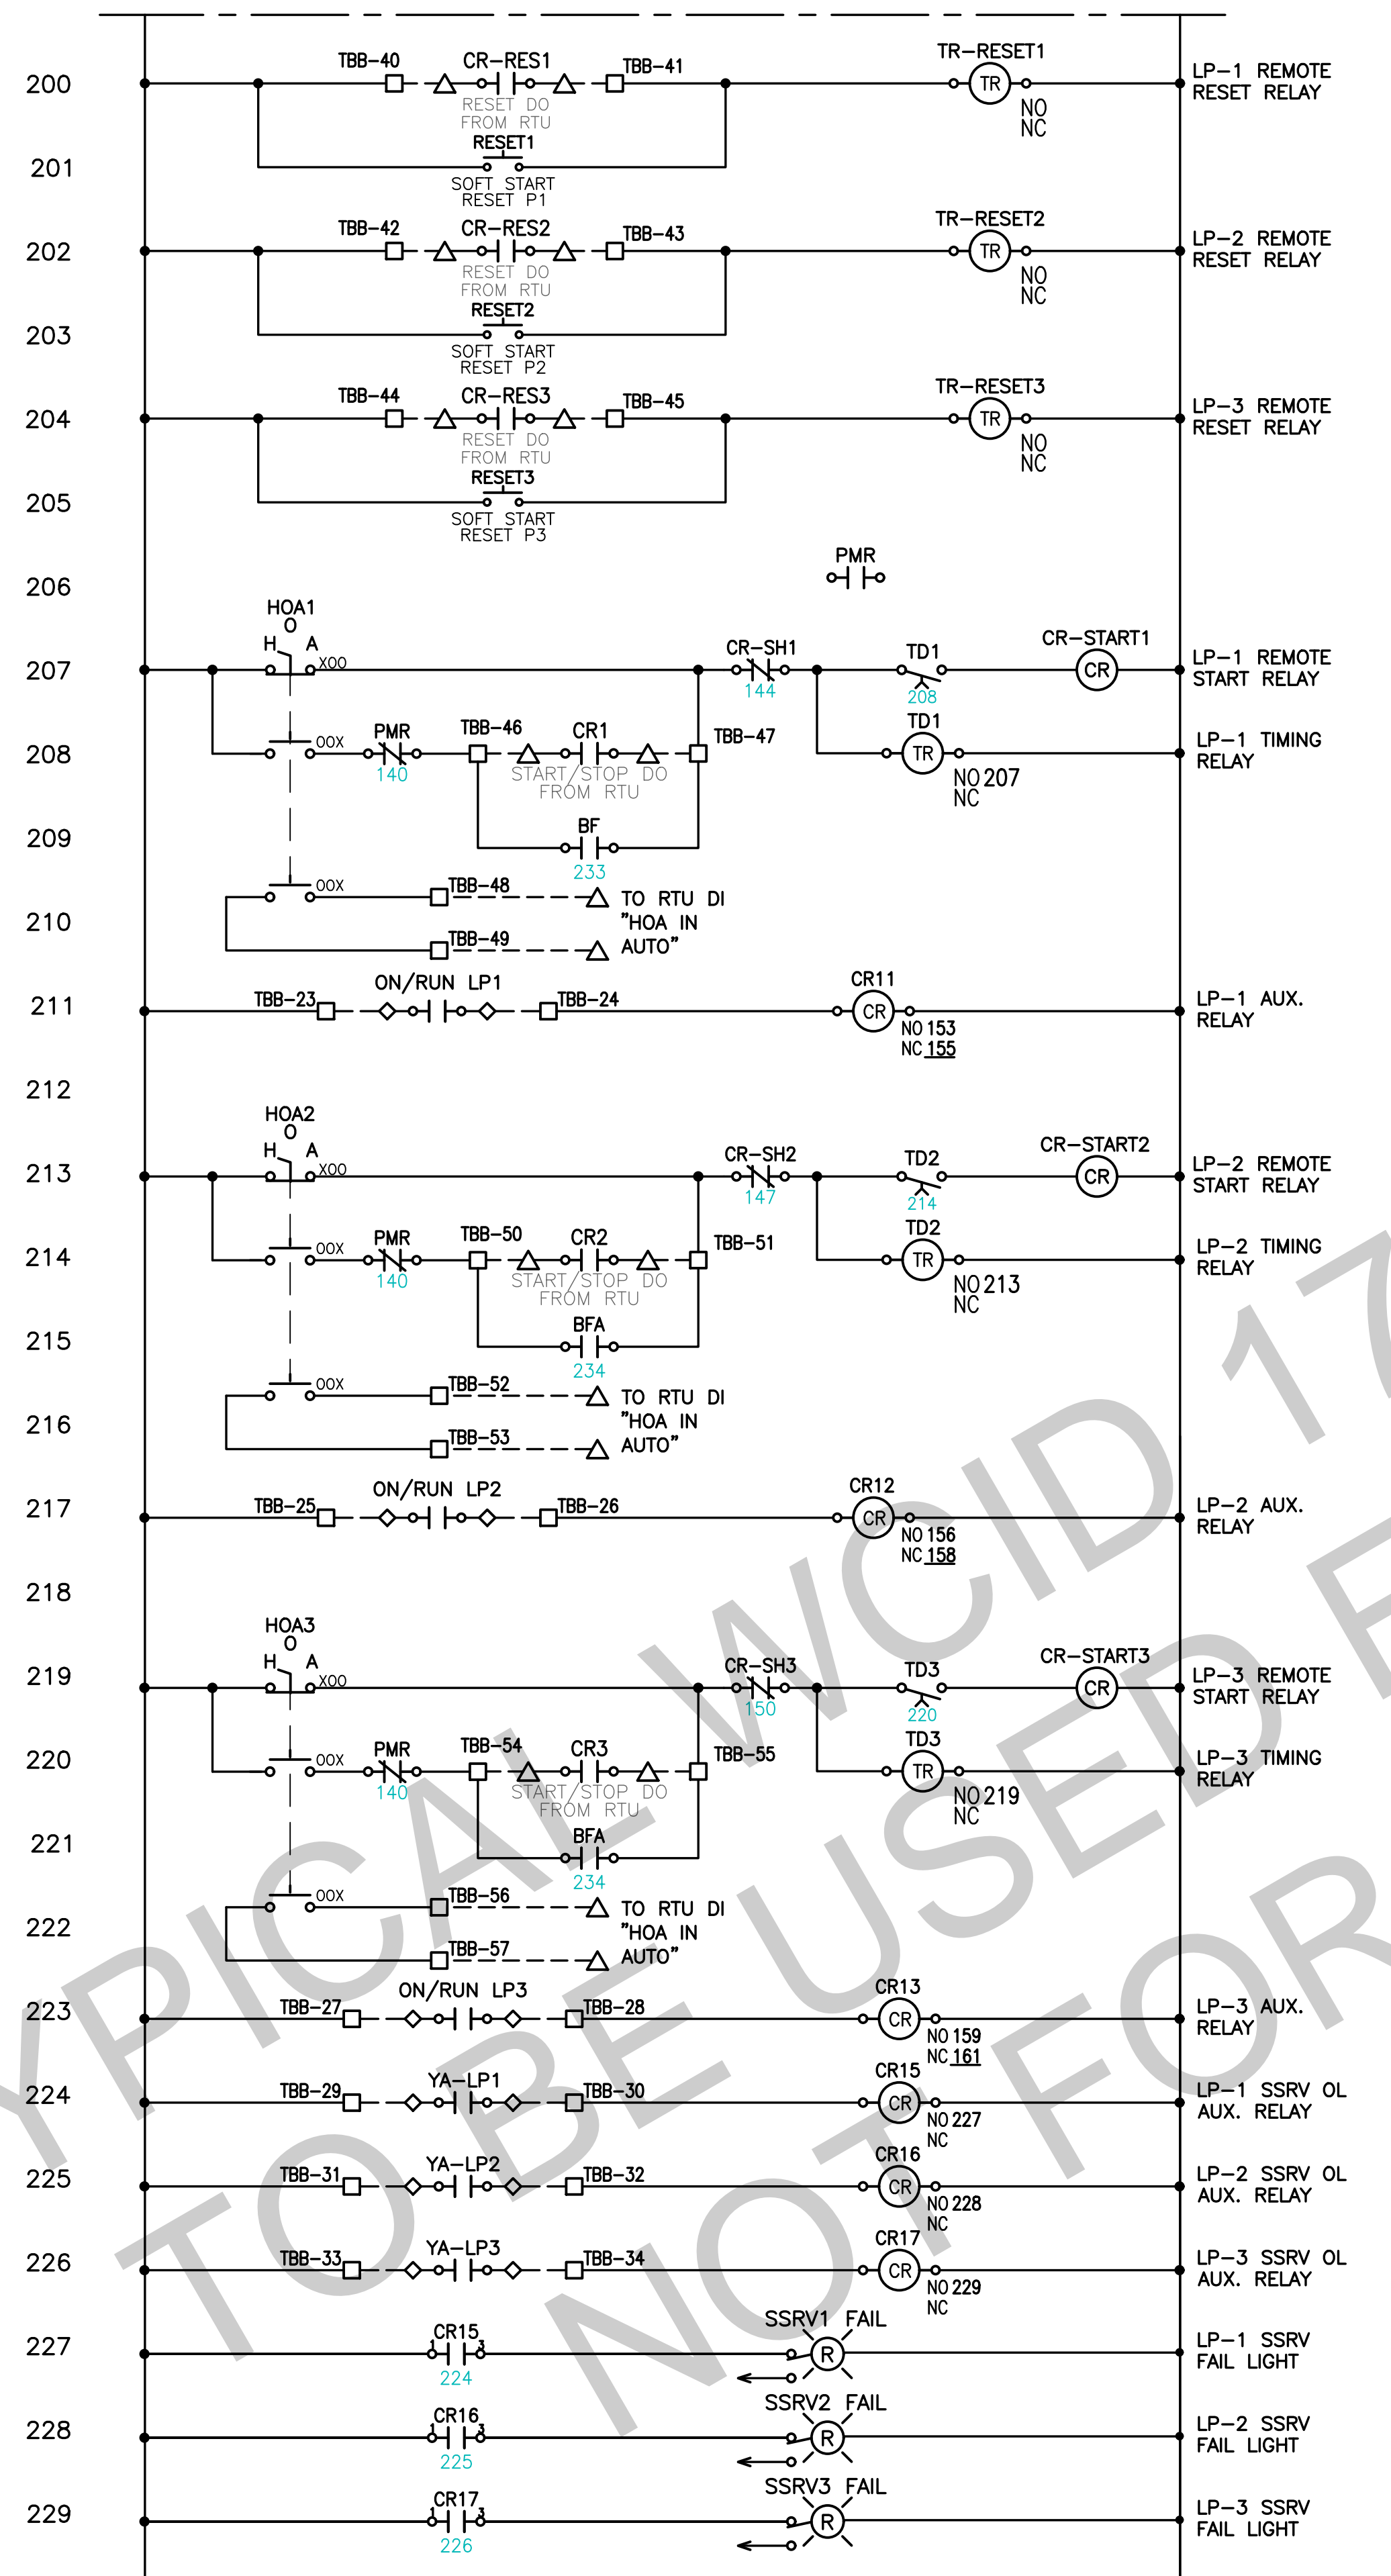 200
TBB-40
CR-RES1
TBB-41
TR-RESET1
TR
NO
NC
LP-1 REMOTE
RESET RELAY
RESET DO
FROM RTU
201
RESET1
SOFT START
RESET P1
202
TBB-42
CR-RES2
TBB-43
TR-RESET2
TR
NO
NC
LP-2 REMOTE
RESET RELAY
RESET DO
FROM RTU
203
RESET2
SOFT START
RESET P2
204
TBB-44
CR-RES3
TBB-45
TR-RESET3
TR
NO
NC
LP-3 REMOTE
RESET RELAY
RESET DO
FROM RTU
205
RESET3
SOFT START
RESET P3
206
PMR
HOA1
O
H A
207
XOO
CR-SH1
144
TD1
208
CR-START1
CR
LP-1 REMOTE
START RELAY
208
OOX
PMR
140
TBB-46
CR1
START/STOP DO
FROM RTU
TBB-47
TD1
TR
NO 207
NC
LP-1 TIMING
RELAY
209
BF
233
210
OOX
TBB-48
TBB-49
TO RTU DI
"HOA IN
AUTO"
211
TBB-23
ON/RUN LP1
TBB-24
CR11
CR
NO 153
NC 155
LP-1 AUX.
RELAY
212
HOA2
O
H A
213
XOO
CR-SH2
147
TD2
214
CR-START2
CR
LP-2 REMOTE
START RELAY
214
OOX
PMR
140
TBB-50
CR2
START/STOP DO
FROM RTU
TBB-51
TD2
TR
NO 213
NC
LP-2 TIMING
RELAY
215
BFA
234
216
OOX
TBB-52
TBB-53
TO RTU DI
"HOA IN
AUTO"
217
TBB-25
ON/RUN LP2
TBB-26
CR12
CR
NO 156
NC 158
LP-2 AUX.
RELAY
218
HOA3
O
H A
219
XOO
CR-SH3
150
TD3
220
CR-START3
CR
LP-3 REMOTE
START RELAY
220
OOX
PMR
140
TBB-54
CR3
START/STOP DO
FROM RTU
TBB-55
TD3
TR
NO 219
NC
LP-3 TIMING
RELAY
221
BFA
234
222
OOX
TBB-56
TBB-57
TO RTU DI
"HOA IN
AUTO"
223
TBB-27
ON/RUN LP3
TBB-28
CR13
CR
NO 159
NC 161
LP-3 AUX.
RELAY
224
TBB-29
YA-LP1
TBB-30
CR15
CR
NO 227
NC
LP-1 SSRV OL
AUX. RELAY
225
TBB-31
YA-LP2
TBB-32
CR16
CR
NO 228
NC
LP-2 SSRV OL
AUX. RELAY
226
TBB-33
YA-LP3
TBB-34
CR17
CR
NO 229
NC
LP-3 SSRV OL
AUX. RELAY
227
CR15
1 3
224
SSRV1 FAIL
R
LP-1 SSRV
FAIL LIGHT
228
CR16
1 3
225
SSRV2 FAIL
R
LP-2 SSRV
FAIL LIGHT
229
CR17
1 3
226
SSRV3 FAIL
R
LP-3 SSRV
FAIL LIGHT
YPICAL WCID 17
TO BE USED F
NOT FOR